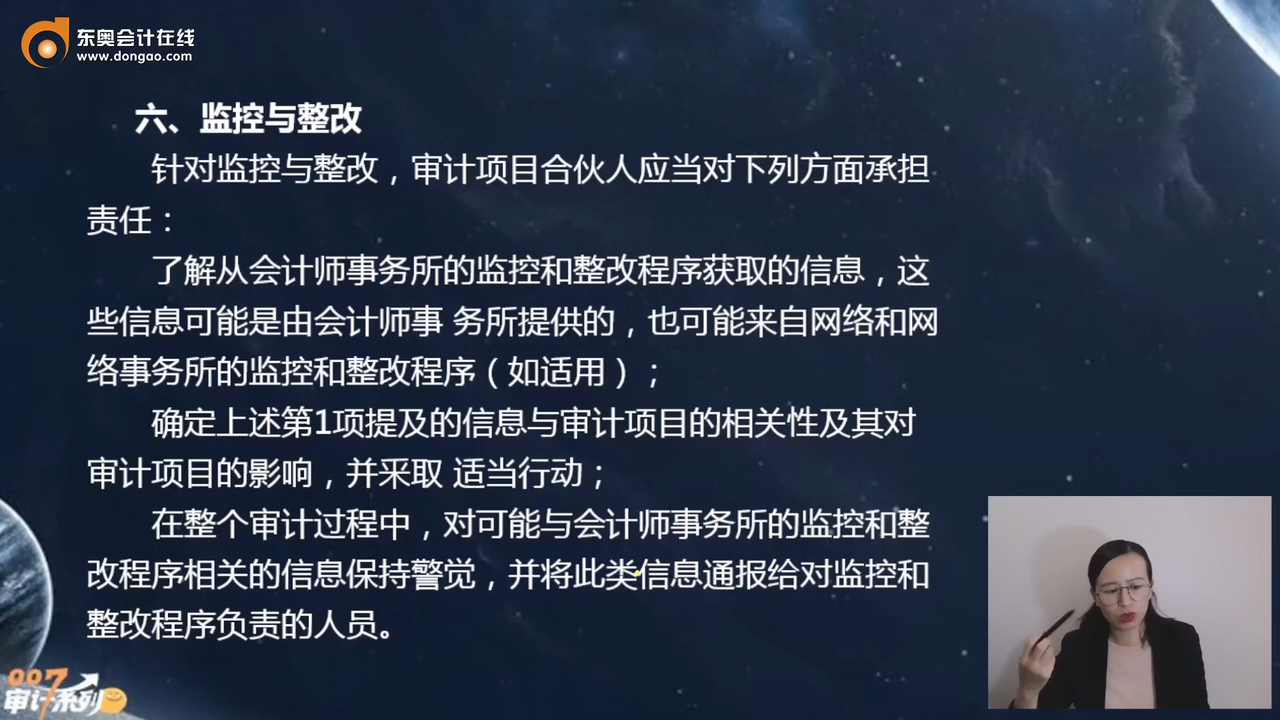 东奥会计在线
www.dongao.com
六、监控与整改
针对监控与整改，审计项目合伙人应当对下列方面承担
责任：
了解从会计师事务所的监控和整改程序获取的信息，这
些信息可能是由会计师事 务所提供的，也可能来自网络和网
络事务所的监控和整改程序（如适用）；
确定上述第1项提及的信息与审计项目的相关性及其对
审计项目的影响，并采取 适当行动；
在整个审计过程中，对可能与会计师事务所的监控和整
改程序相关的信息保持警觉，并将此类信息通报给对监控和
整改程序负责的人员。
007
审计系列